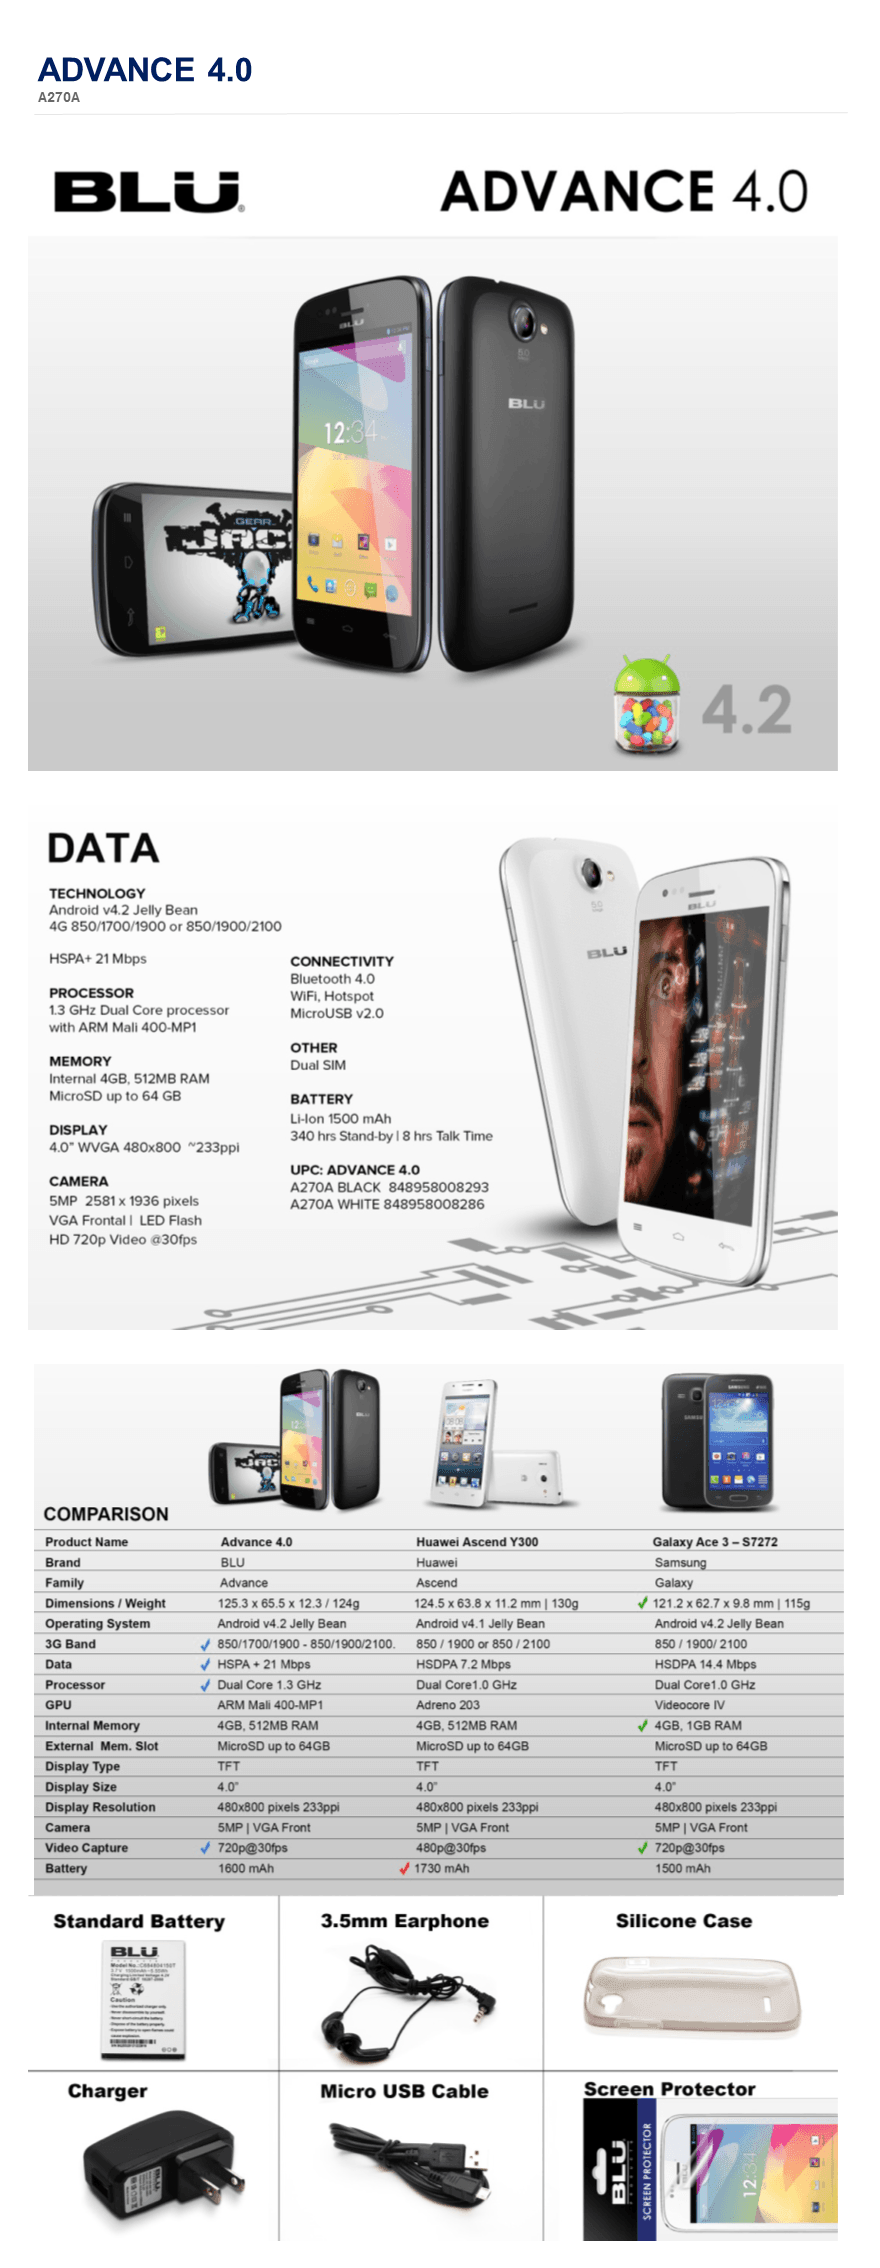 ADVANCE 4.0
A270A
BLU
ADVANCE 4.0
BLU
BLU
12:34
GEAR
4.2
DATA
TECHNOLOGY
Android v4.2 Jelly Bean
4G 850/1700/1900 or 850/1900/2100
HSPA+ 21 Mbps
PROCESSOR
1.3 GHz Dual Core processor
with ARM Mali 400-MP1
MEMORY
Internal 4GB, 512MB RAM
MicroSD up to 64 GB
DISPLAY
4.0" WVGA 480x800 ~233ppi
CAMERA
5MP 2581 x 1936 pixels
VGA Frontal | LED Flash
HD 720p Video @30fps
CONNECTIVITY
Bluetooth 4.0
WiFi, Hotspot
MicroUSB v2.0
OTHER
Dual SIM
BATTERY
Li-Ion 1500 mAh
340 hrs Stand-by | 8 hrs Talk Time
UPC: ADVANCE 4.0
A270A BLACK 848958008293
A270A WHITE 848958008286
BLU
BLU
COMPARISON
Product Name Advance 4.0 Huawei Ascend Y300 Galaxy Ace 3 – S7272
Brand BLU Huawei Samsung
Family Advance Ascend Galaxy
Dimensions / Weight 125.3 x 65.5 x 12.3 / 124g 124.5 x 63.8 x 11.2 mm | 130g 121.2 x 62.7 x 9.8 mm | 115g
Operating System Android v4.2 Jelly Bean Android v4.1 Jelly Bean Android v4.2 Jelly Bean
3G Band 850/1700/1900 - 850/1900/2100. 850 / 1900 or 850 / 2100 850 / 1900/ 2100
Data HSPA + 21 Mbps HSDPA 7.2 Mbps HSDPA 14.4 Mbps
Processor Dual Core 1.3 GHz Dual Core1.0 GHz Dual Core1.0 GHz
GPU ARM Mali 400-MP1 Adreno 203 Videocore IV
Internal Memory 4GB, 512MB RAM 4GB, 512MB RAM 4GB, 1GB RAM
External Mem. Slot MicroSD up to 64GB MicroSD up to 64GB MicroSD up to 64GB
Display Type TFT TFT TFT
Display Size 4.0" 4.0" 4.0"
Display Resolution 480x800 pixels 233ppi 480x800 pixels 233ppi 480x800 pixels 233ppi
Camera 5MP | VGA Front 5MP | VGA Front 5MP | VGA Front
Video Capture 720p@30fps 480p@30fps 720p@30fps
Battery 1600 mAh 1730 mAh 1500 mAh
Standard Battery 3.5mm Earphone Silicone Case
BLU
Caution
Charger Micro USB Cable Screen Protector
BLU
BLU
PRODUCTS
SCREEN PROTECTOR
12:34